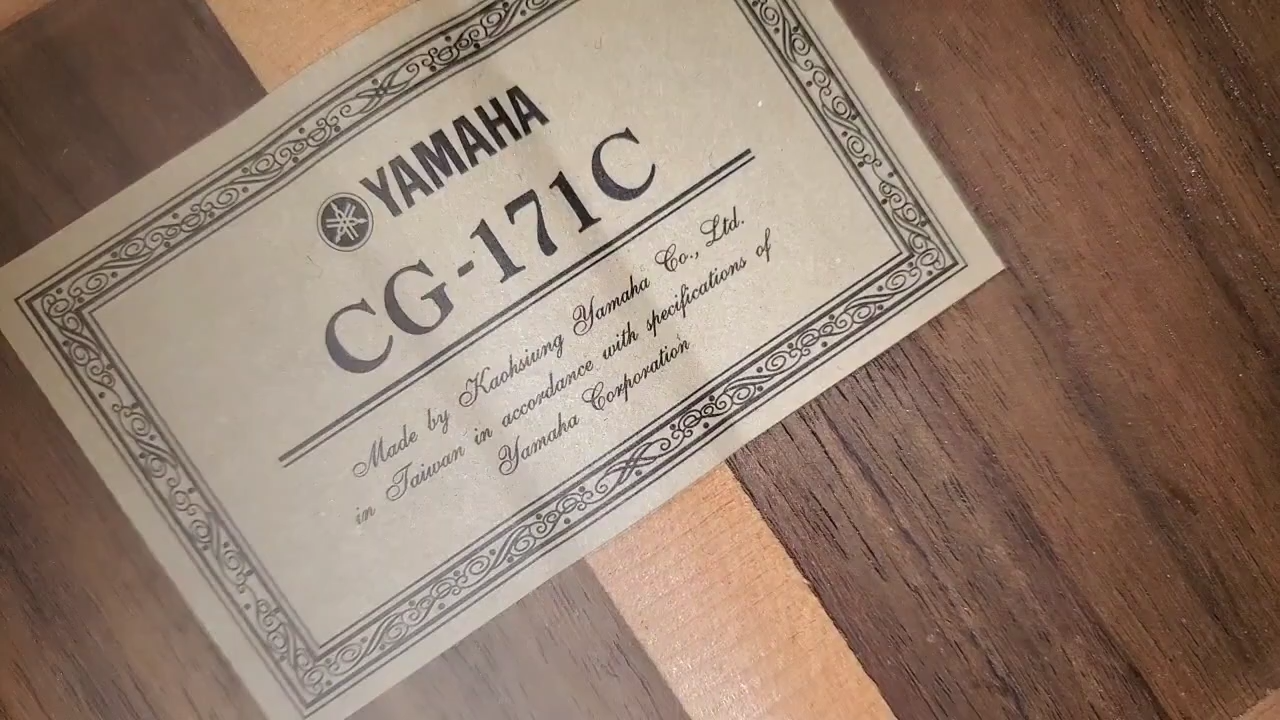 YAMAHA
CG-171C
Made by Kaohsiung Yamaha Co., Ltd.
in Taiwan in accordance with specifications of
Yamaha Corporation